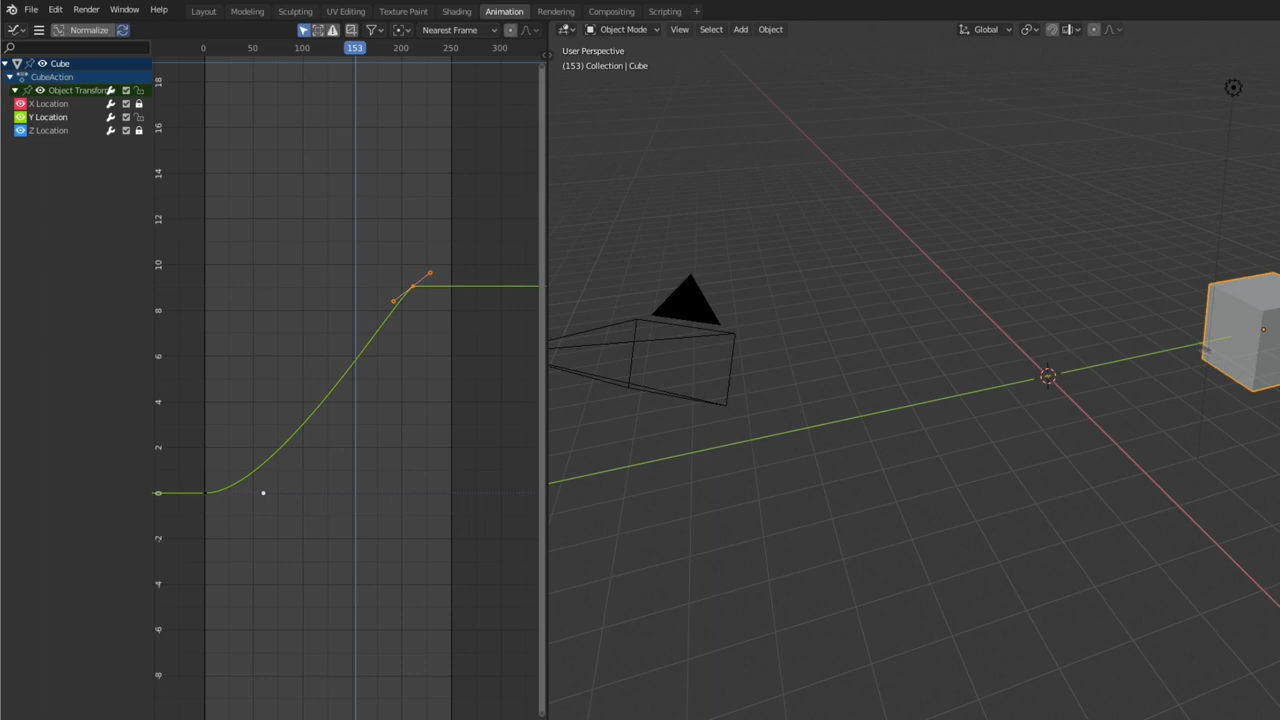 File Edit Render Window Help Layout Modeling Sculpting UV Editing Texture Paint Shading Animation Rendering Compositing Scripting +
Normalize Nearest Frame Object Mode View Select Add Object Global
0 50 100 153 200 250 300
User Perspective
(153) Collection | Cube
Cube
CubeAction
Object Transfor
X Location
Y Location
Z Location
18
16
14
12
10
8
6
4
2
0
-2
-4
-6
-8